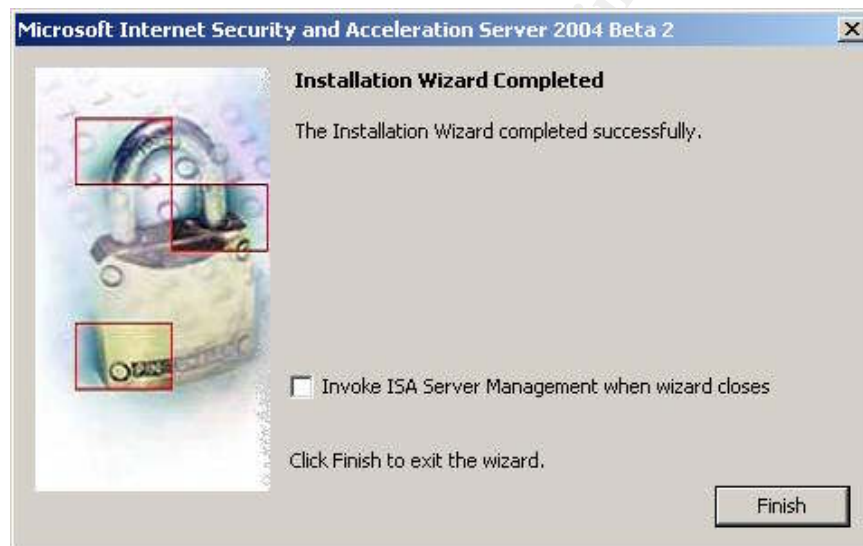 Microsoft Internet Security and Acceleration Server 2004 Beta 2
Installation Wizard Completed
The Installation Wizard completed successfully.
Invoke ISA Server Management when wizard closes
Click Finish to exit the wizard.
Finish